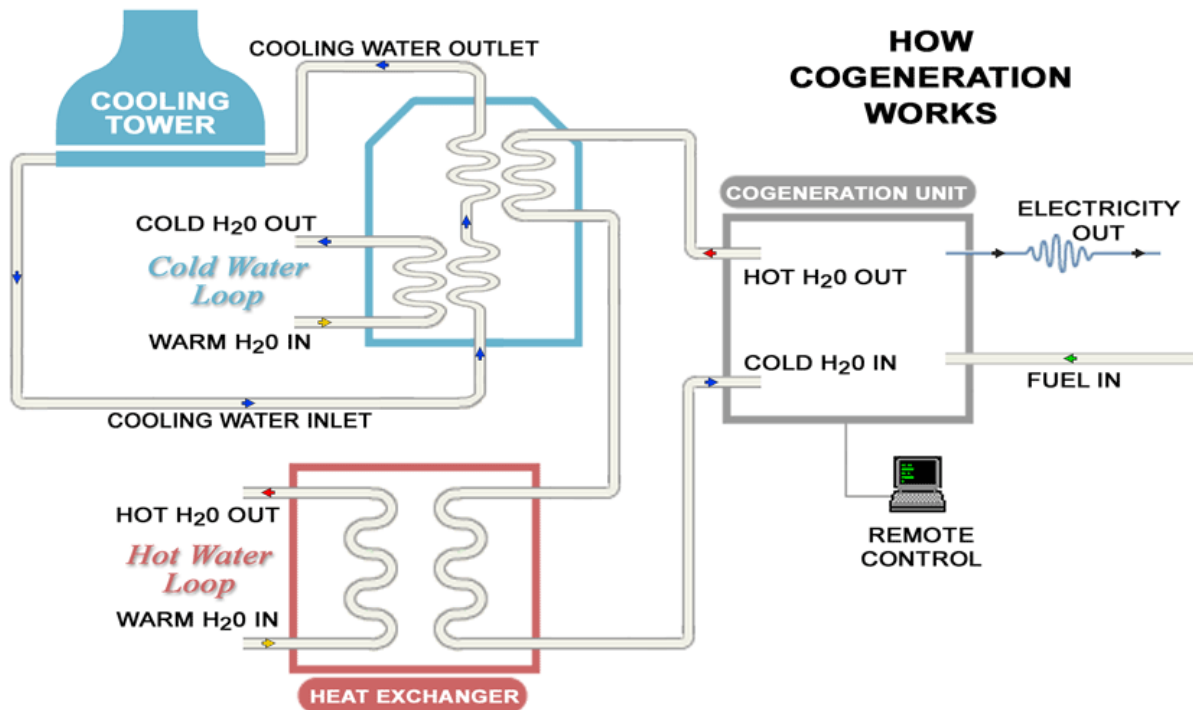 HOW
COGENERATION
WORKS
COOLING WATER OUTLET
COOLING
TOWER
COLD H20 OUT
Cold Water
Loop
WARM H20 IN
COOLING WATER INLET
COGENERATION UNIT
HOT H20 OUT
COLD H20 IN
ELECTRICITY
OUT
FUEL IN
REMOTE
CONTROL
HOT H20 OUT
Hot Water
Loop
WARM H20 IN
HEAT EXCHANGER